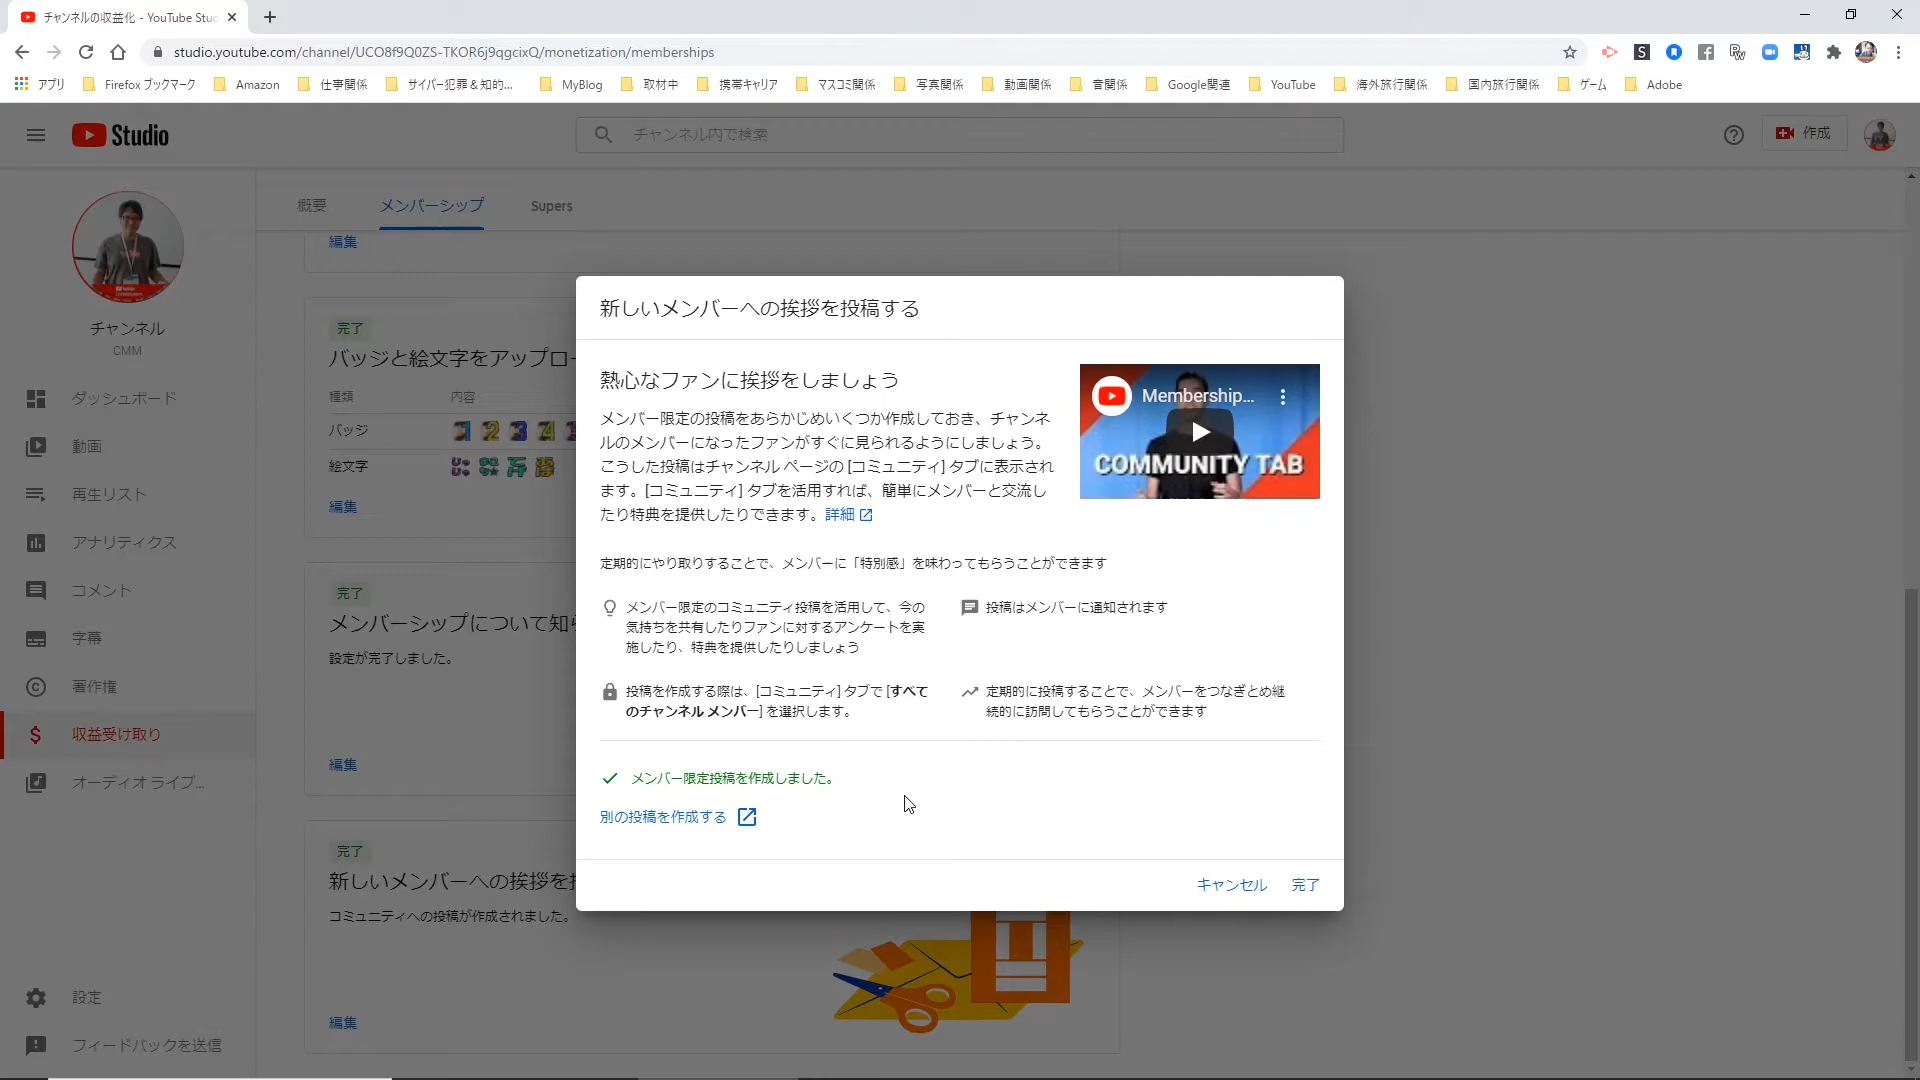 チャンネルの収益化 - YouTube Stuc
studio.youtube.com/channel/UCO8f9Q0ZS-TKOR6j9qgcixQ/monetization/memberships
アプリ Firefox ブックマーク Amazon 仕事関係 サイバー犯罪＆知的... MyBlog 取材中 携帯キャリア マスコミ関係 写真関係 動画関係 音関係 Google関連 YouTube 海外旅行関係 国内旅行関係 ゲーム Adobe
Studio
チャンネル内で検索
作成
チャンネル
CMM
ダッシュボード
動画
再生リスト
アナリティクス
コメント
字幕
著作権
収益受け取り
オーディオ ライブ...
設定
フィードバックを送信
概要 メンバーシップ Supers
編集
完了
バッジと絵文字をアップロー
種類 内容
バッジ
絵文字
編集
完了
メンバーシップについて知ら
設定が完了しました。
編集
完了
新しいメンバーへの挨拶を投
コミュニティへの投稿が作成されました。
編集
新しいメンバーへの挨拶を投稿する
熱心なファンに挨拶をしましょう
メンバー限定の投稿をあらかじめいくつか作成しておき、チャンネ
ルのメンバーになったファンがすぐに見られるようにしましょう。
こうした投稿はチャンネル ページの [コミュニティ] タブに表示され
ます。[コミュニティ] タブを活用すれば、簡単にメンバーと交流し
たり特典を提供したりできます。詳細
Membership...
COMMUNITY TAB
定期的にやり取りすることで、メンバーに「特別感」を味わってもらうことができます
メンバー限定のコミュニティ投稿を活用して、今の
気持ちを共有したりファンに対するアンケートを実
施したり、特典を提供したりしましょう
投稿はメンバーに通知されます
投稿を作成する際は、[コミュニティ] タブで [すべて
のチャンネル メンバー] を選択します。
定期的に投稿することで、メンバーをつなぎとめ継
続的に訪問してもらうことができます
メンバー限定投稿を作成しました。
別の投稿を作成する
キャンセル 完了